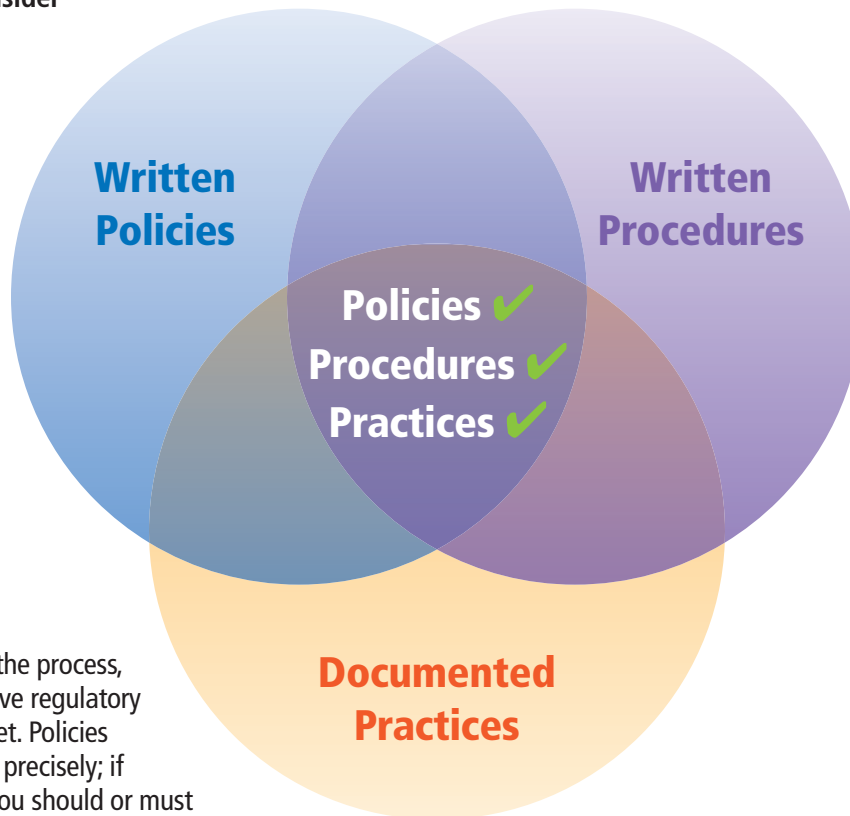 Written
Policies
Written
Procedures
Policies ✔
Procedures ✔
Practices ✔
Documented
Practices
the process,
ve regulatory
et. Policies
precisely; if
ou should or must